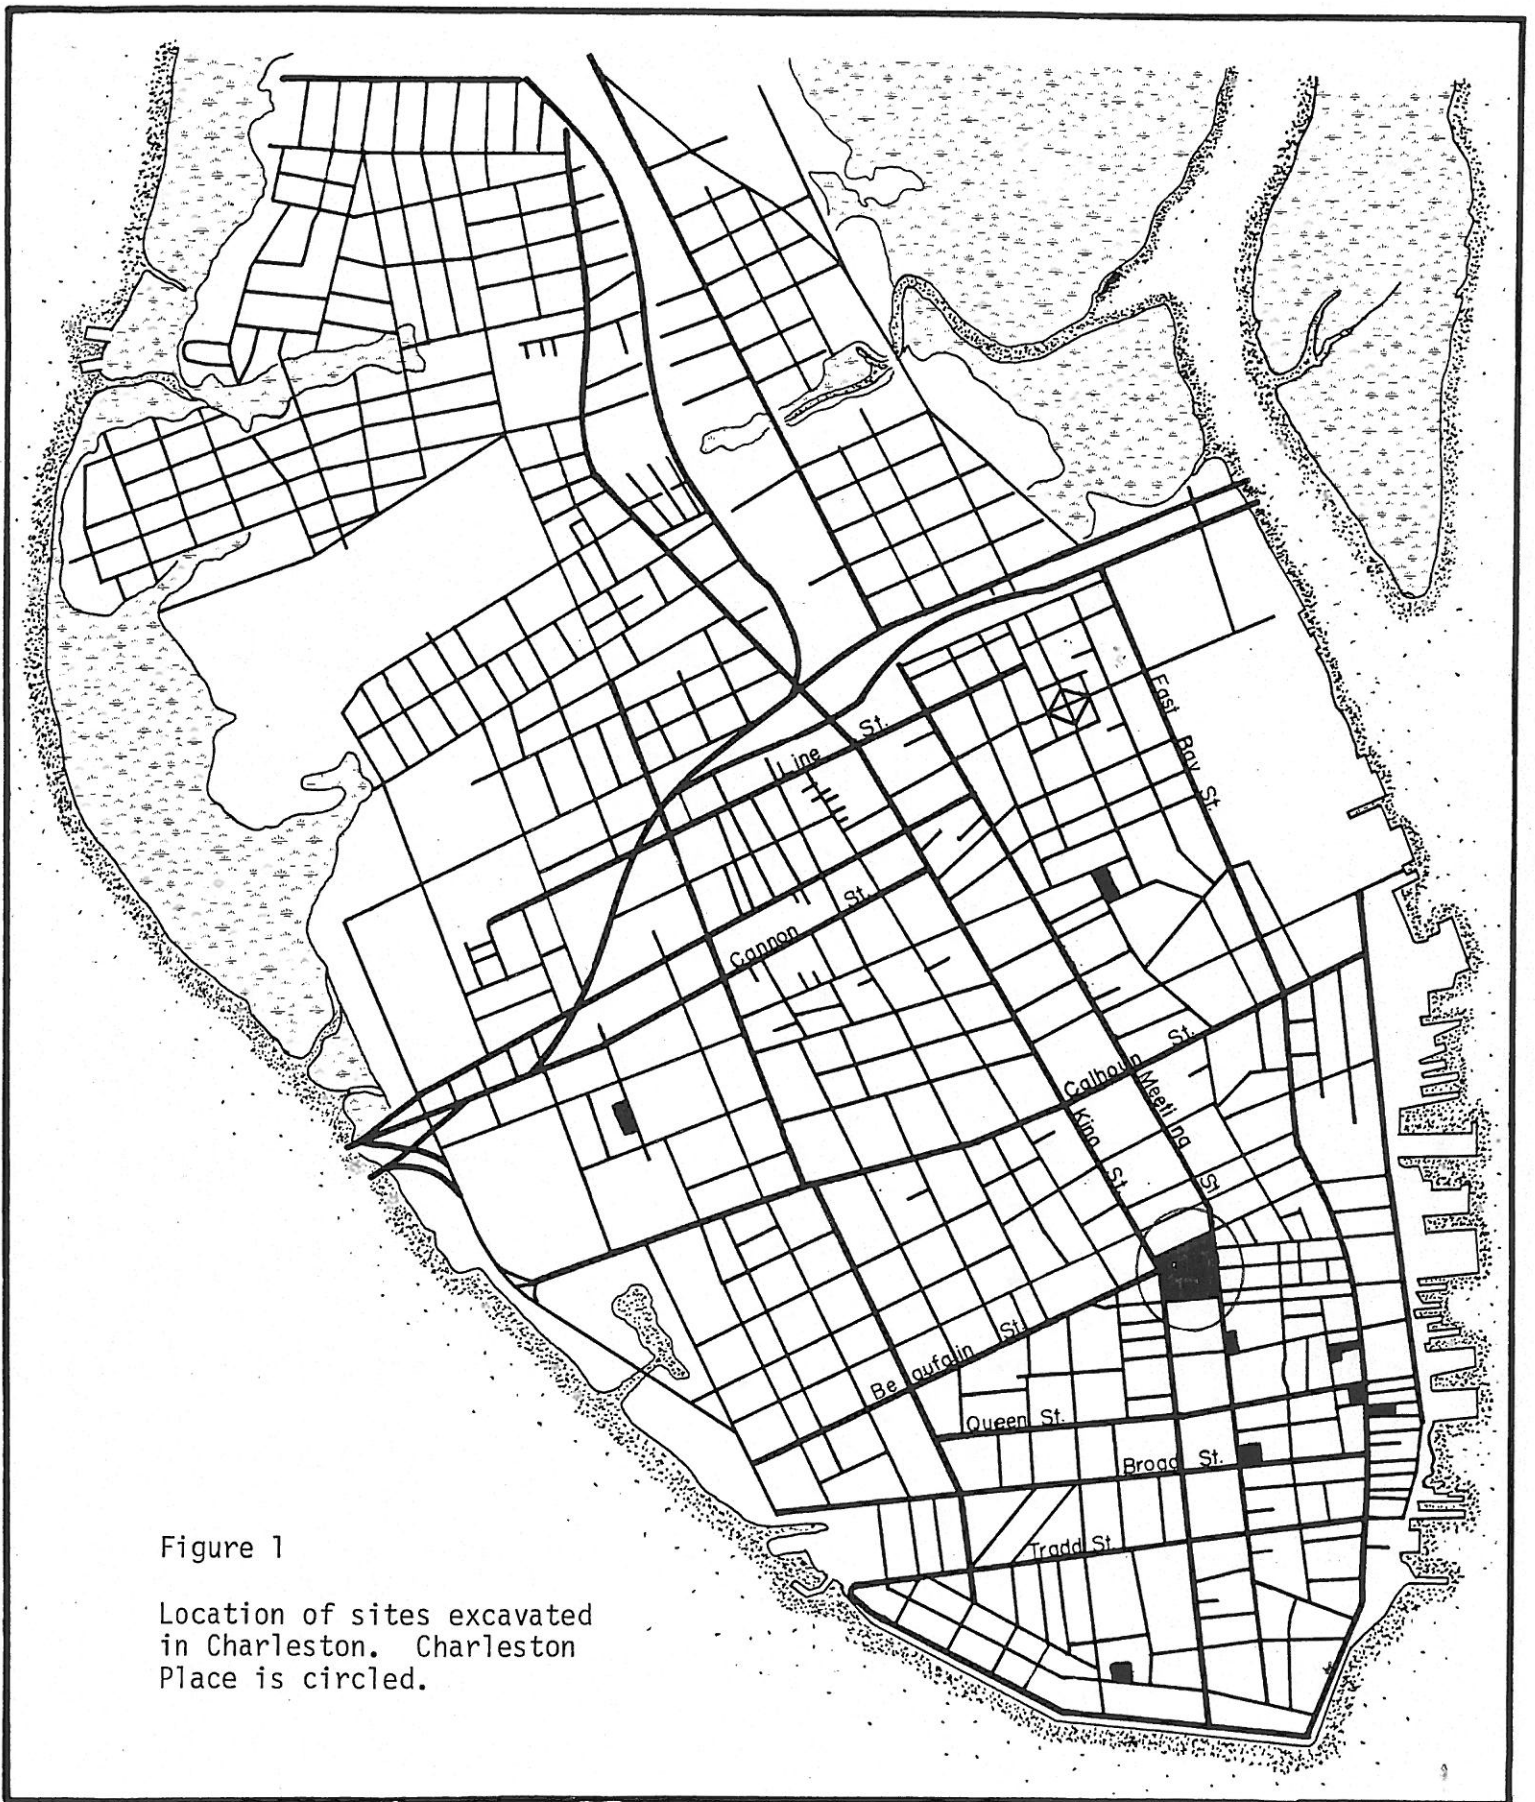 Line St.
East Bay St.
Cannon St.
Calhoun St.
Meeting St
King St.
Beaufain St.
Queen St.
Broad St.
Tradd St.
Figure 1
Location of sites excavated
in Charleston. Charleston
Place is circled.